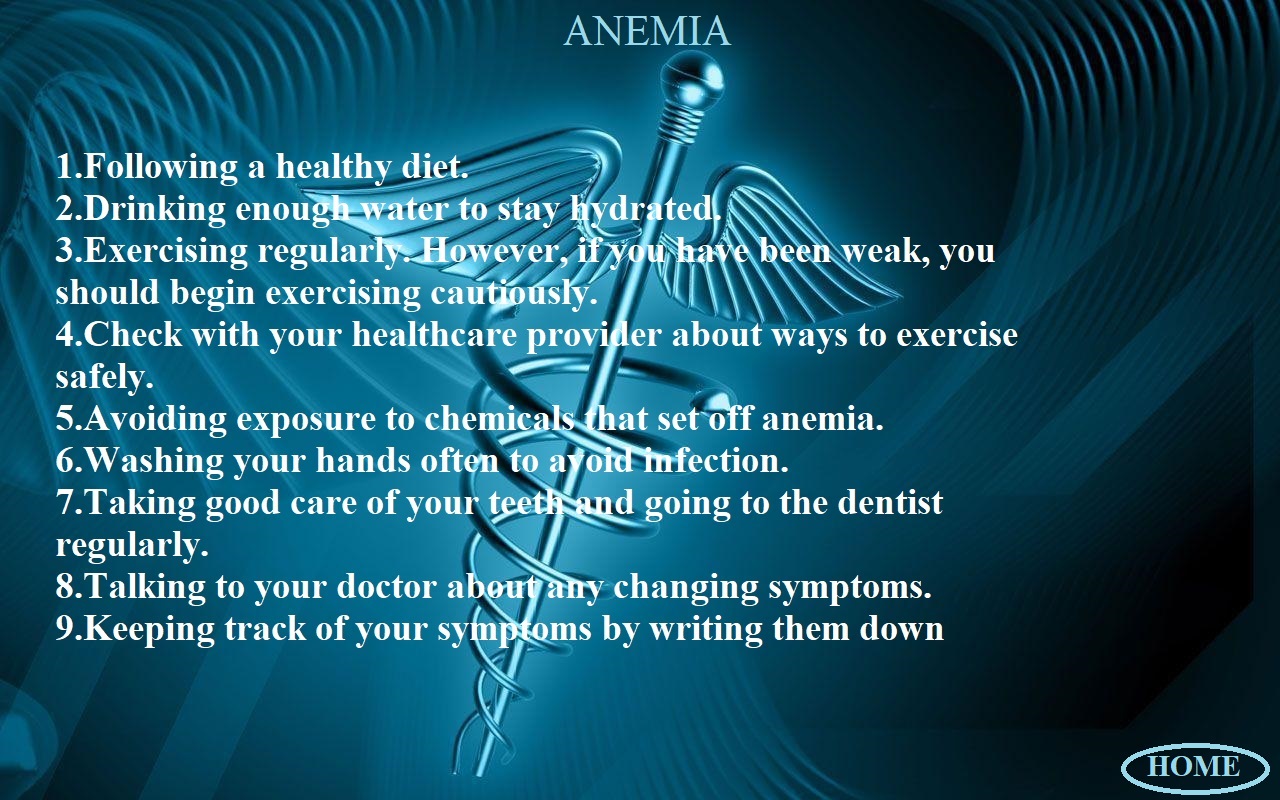 ANEMIA
1.Following a healthy diet.
2.Drinking enough water to stay hydrated.
3.Exercising regularly. However, if you have been weak, you
should begin exercising cautiously.
4.Check with your healthcare provider about ways to exercise
safely.
5.Avoiding exposure to chemicals that set off anemia.
6.Washing your hands often to avoid infection.
7.Taking good care of your teeth and going to the dentist
regularly.
8.Talking to your doctor about any changing symptoms.
9.Keeping track of your symptoms by writing them down
HOME